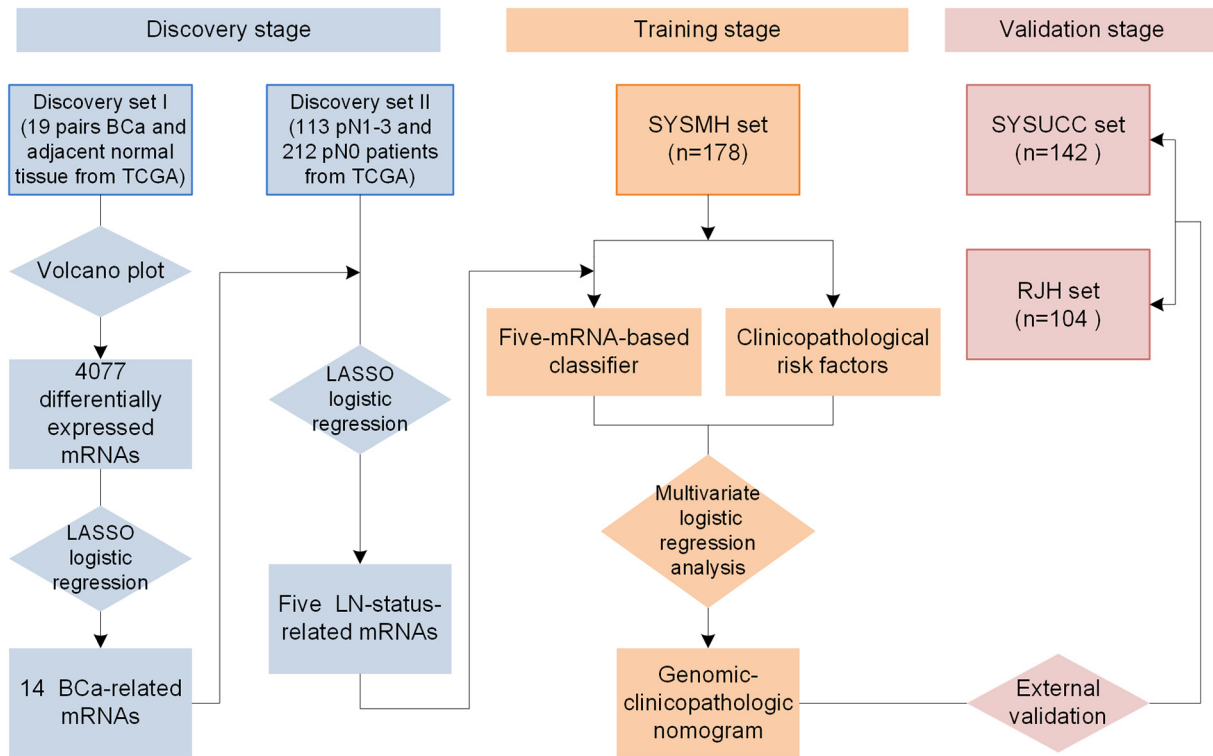 Discovery stage
Training stage
Validation stage
Discovery set I
(19 pairs BCa and
adjacent normal
tissue from TCGA)
Volcano plot
4077
differentially
expressed
mRNAs
LASSO
logistic
regression
14 BCa-related
mRNAs
Discovery set II
(113 pN1-3 and
212 pN0 patients
from TCGA)
LASSO
logistic
regression
Five LN-status-
related mRNAs
SYSMH set
(n=178)
Five-mRNA-based
classifier
Clinicopathological
risk factors
Multivariate
logistic
regression
analysis
Genomic-
clinicopathologic
nomogram
SYSUCC set
(n=142 )
RJH set
(n=104 )
External
validation